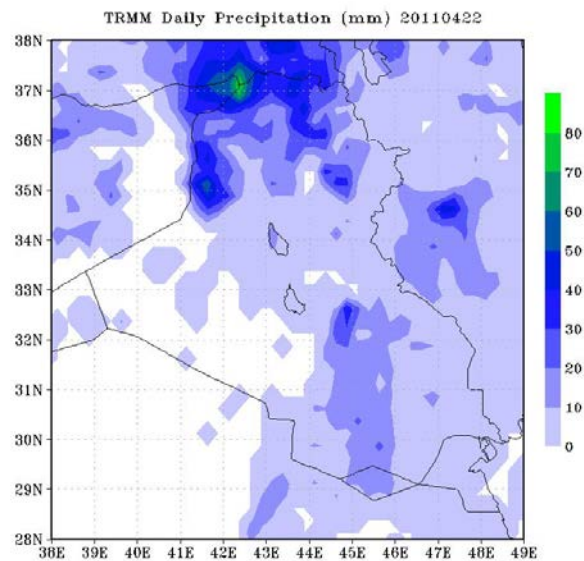 TRMM Daily Precipitation (mm) 20110422
38N
37N
36N
35N
34N
33N
32N
31N
30N
29N
28N
38E 39E 40E 41E 42E 43E 44E 45E 46E 47E 48E 49E
80
70
60
50
40
30
20
10
0